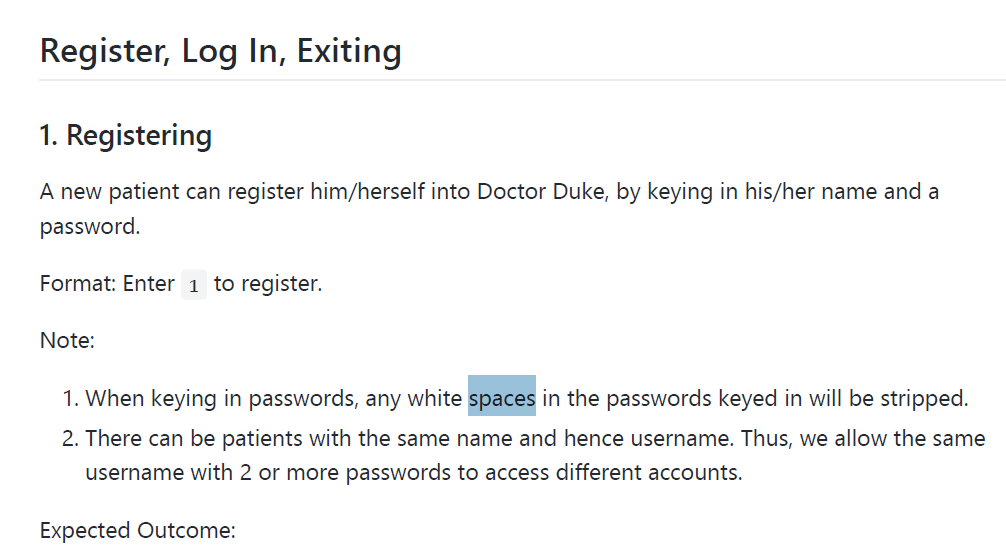 Register, Log In, Exiting
1. Registering
A new patient can register him/herself into Doctor Duke, by keying in his/her name and a
password.
Format: Enter 1 to register.
Note:
1. When keying in passwords, any white spaces in the passwords keyed in will be stripped.
2. There can be patients with the same name and hence username. Thus, we allow the same
username with 2 or more passwords to access different accounts.
Expected Outcome: